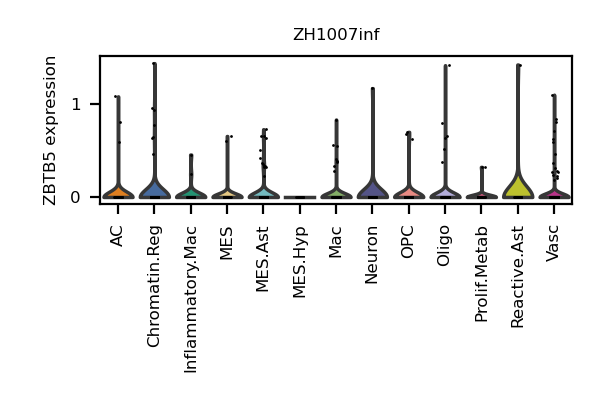 ZH1007inf
ZBTB5 expression
1
0
AC
Chromatin.Reg
Inflammatory.Mac
MES
MES.Ast
MES.Hyp
Mac
Neuron
OPC
Oligo
Prolif.Metab
Reactive.Ast
Vasc